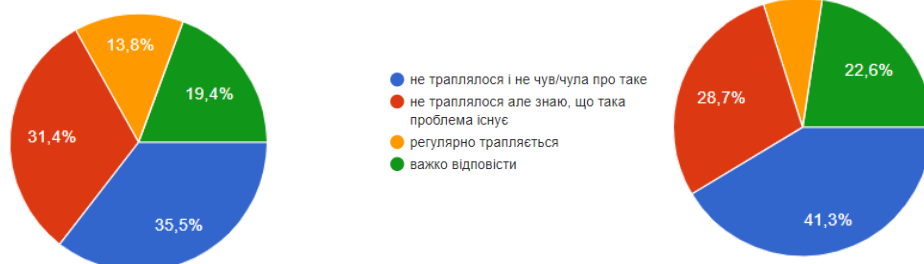 13,8%
19,4%
31,4%
35,5%
не траплялося і не чув/чула про таке
не траплялося але знаю, що така
проблема існує
регулярно трапляється
важко відповісти
22,6%
28,7%
41,3%